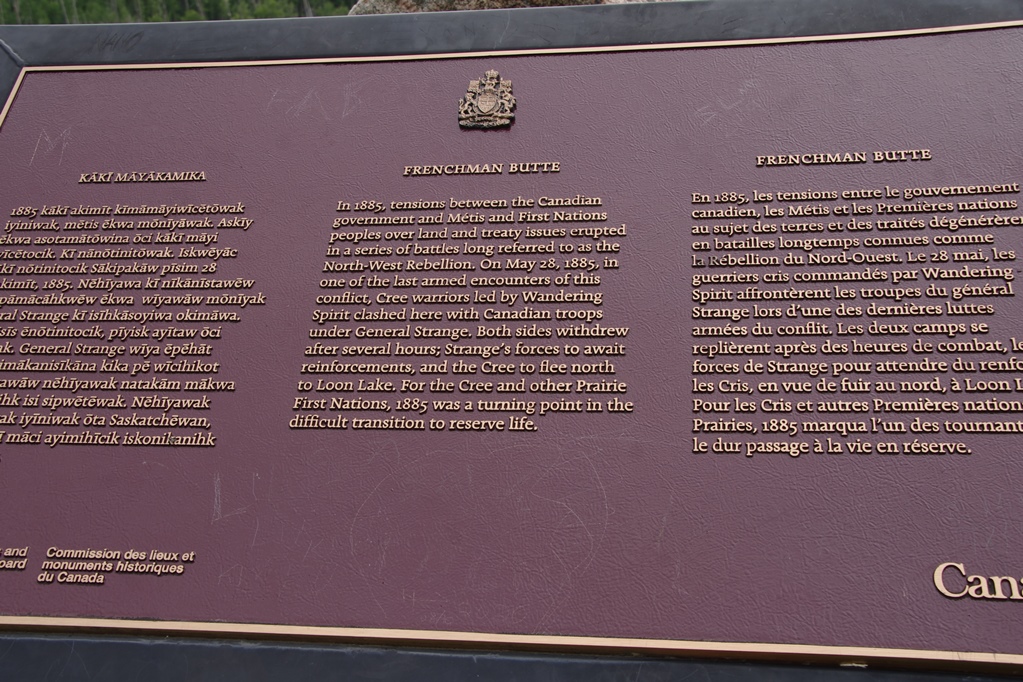 KĀKĪ MĀYĀKAMIKA
1885 kākī akimīt kīmāmāyiwīcētōwak
iyiniwak, mētis ēkwa mōnīyāwak. Askīy
ēkwa asotamātōwina ōci kākī māyi
wīcētocik. Kī nānōtinitōwak. Iskwēyāc
kī nōtinitocik Sākipakāw pīsim 28
akimīt, 1885. Nēhīyawa kī nīkānīstawēw
pāmācāhkwēw ēkwa wīyawāw mōnīyak
ral Strange kī isīhkāsoyiwa okimāwa.
sīs ēnōtinitocik, pīyisk ayītaw ōci
ak. General Strange wīya ēpēhāt
imākanisīkāna kika pē wīcihikot
awāw nēhīyawak natakām mākwa
ihk isi sipwētēwak. Nēhīyawak
ak iyīniwak ōta Saskatchēwan,
ī māci ayimihīcik iskonikanihk
FRENCHMAN BUTTE
In 1885, tensions between the Canadian
government and Métis and First Nations
peoples over land and treaty issues erupted
in a series of battles long referred to as the
North-West Rebellion. On May 28, 1885, in
one of the last armed encounters of this
conflict, Cree warriors led by Wandering
Spirit clashed here with Canadian troops
under General Strange. Both sides withdrew
after several hours; Strange's forces to await
reinforcements, and the Cree to flee north
to Loon Lake. For the Cree and other Prairie
First Nations, 1885 was a turning point in the
difficult transition to reserve life.
FRENCHMAN BUTTE
En 1885, les tensions entre le gouvernement
canadien, les Métis et les Premières nations
au sujet des terres et des traités dégénérèren
en batailles longtemps connues comme
la Rébellion du Nord-Ouest. Le 28 mai, les
guerriers cris commandés par Wandering
Spirit affrontèrent les troupes du général
Strange lors d'une des dernières luttes
armées du conflit. Les deux camps se
replièrent après des heures de combat, le
forces de Strange pour attendre du renfo
les Cris, en vue de fuir au nord, à Loon L
Pour les Cris et autres Premières nation
Prairies, 1885 marqua l'un des tournant
le dur passage à la vie en réserve.
and
oard
Commission des lieux et
monuments historiques
du Canada
Cana